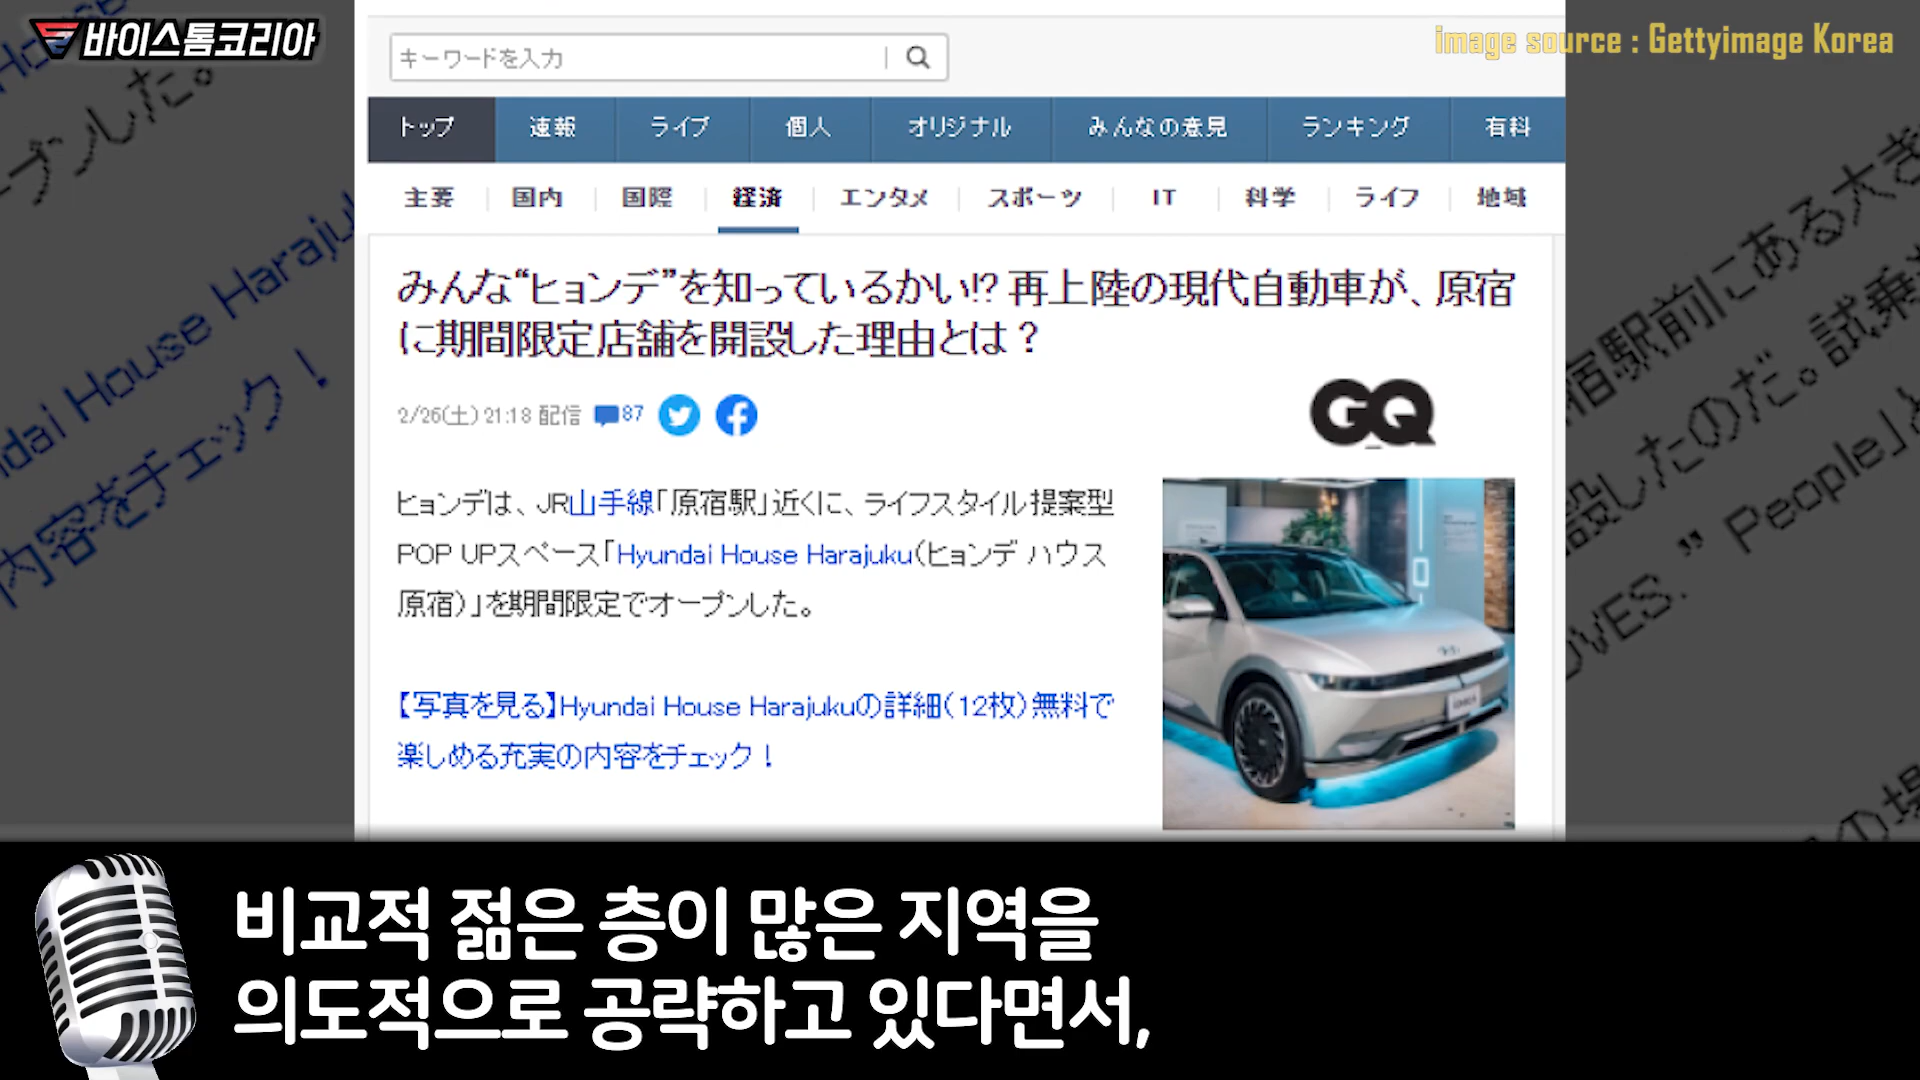 바이스톰코리아
image source : Gettyimage Korea
キーワードを入力
トップ 速報 ライブ 個人 オリジナル みんなの意見 ランキング 有料
主要 国内 国際 経済 エンタメ スポーツ IT 科学 ライフ 地域
みんな“ヒョンデ”を知っているかい!? 再上陸の現代自動車が、原宿
に期間限定店舗を開設した理由とは？
2/26(土) 21:18 配信 87
GQ
ヒョンデは、JR山手線「原宿駅」近くに、ライフスタイル提案型
POP UPスペース「Hyundai House Harajuku(ヒョンデ ハウス
原宿)」を期間限定でオープンした。
【写真を見る】Hyundai House Harajukuの詳細(12枚)無料で
楽しめる充実の内容をチェック！
비교적 젊은 층이 많은 지역을
의도적으로 공략하고 있다면서,